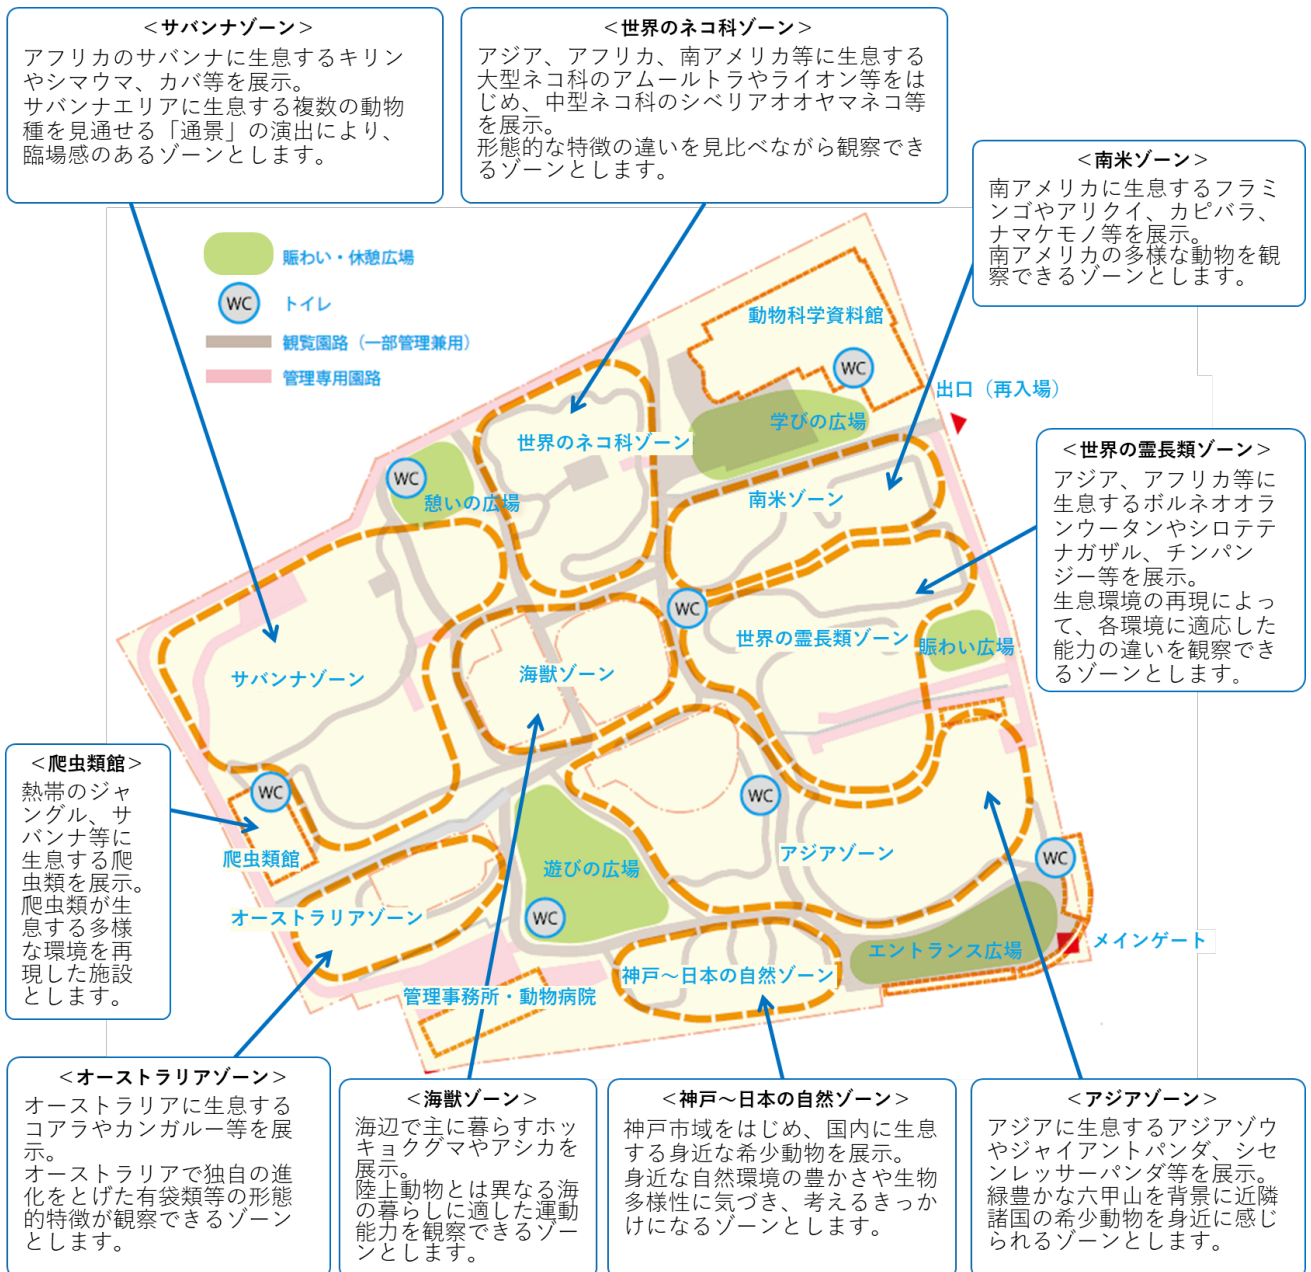 ＜サバンナゾーン＞
アフリカのサバンナに生息するキリン
やシマウマ、カバ等を展示。
サバンナエリアに生息する複数の動物
種を見通せる「通景」の演出により、
臨場感のあるゾーンとします。
＜世界のネコ科ゾーン＞
アジア、アフリカ、南アメリカ等に生息する
大型ネコ科のアムールトラやライオン等をは
じめ、中型ネコ科のシベリアオオヤマネコ等
を展示。
形態的な特徴の違いを見比べながら観察でき
るゾーンとします。
＜南米ゾーン＞
南アメリカに生息するフラミ
ンゴやアリクイ、カピバラ、
ナマケモノ等を展示。
南アメリカの多様な動物を観
察できるゾーンとします。
賑わい・休憩広場
WC
トイレ
観覧園路（一部管理兼用）
管理専用園路
動物科学資料館
WC
出口（再入場）
学びの広場
世界のネコ科ゾーン
WC
憩いの広場
南米ゾーン
＜世界の霊長類ゾーン＞
アジア、アフリカ等に
生息するボルネオオラ
ンウータンやシロテテ
ナガザル、チンパン
ジー等を展示。
生息環境の再現によっ
て、各環境に適応した
能力の違いを観察でき
るゾーンとします。
WC
世界の霊長類ゾーン
賑わい広場
海獣ゾーン
サバンナゾーン
＜爬虫類館＞
熱帯のジャ
ングル、サ
バンナ等に
生息する爬
虫類を展示。
爬虫類が生
息する多様
な環境を再
現した施設
とします。
WC
WC
爬虫類館
遊びの広場
アジアゾーン
WC
オーストラリアゾーン
WC
エントランス広場
メインゲート
神戸～日本の自然ゾーン
管理事務所・動物病院
＜オーストラリアゾーン＞
オーストラリアに生息する
コアラやカンガルー等を展
示。
オーストラリアで独自の進
化をとげた有袋類等の形態
的特徴が観察できるゾーン
とします。
＜海獣ゾーン＞
海辺で主に暮らすホッ
キョクグマやアシカを
展示。
陸上動物とは異なる海
の暮らしに適した運動
能力を観察できるゾー
ンとします。
＜神戸～日本の自然ゾーン＞
神戸市域をはじめ、国内に生息
する身近な希少動物を展示。
身近な自然環境の豊かさや生物
多様性に気づき、考えるきっか
けになるゾーンとします。
＜アジアゾーン＞
アジアに生息するアジアゾウ
やジャイアントパンダ、シセ
ンレッサーパンダ等を展示。
緑豊かな六甲山を背景に近隣
諸国の希少動物を身近に感じ
られるゾーンとします。